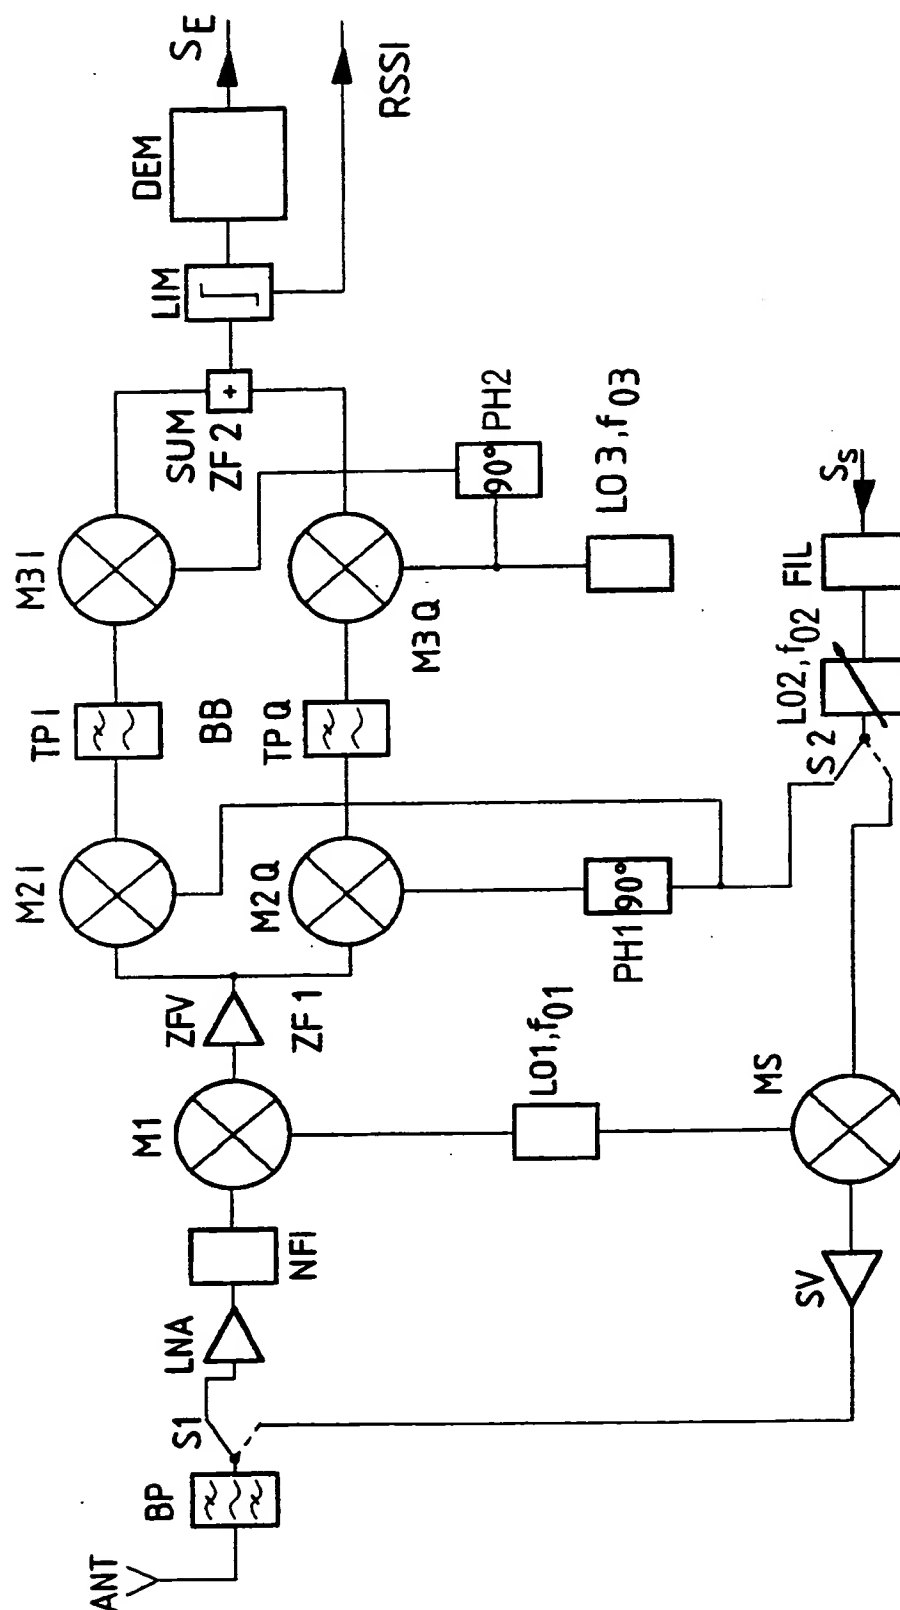 ANT
BP
S1
LNA
NFI
M1
ZFV
ZF1
M2I
M2Q
TPI
BB
TPQ
M3I
M3Q
SUM
ZF2
+
LIM
DEM
SE
RSSI
LO1,f01
PH1
90°
90°
PH2
LO3,f03
SV
MS
S2
LO2,f02
FIL
SS